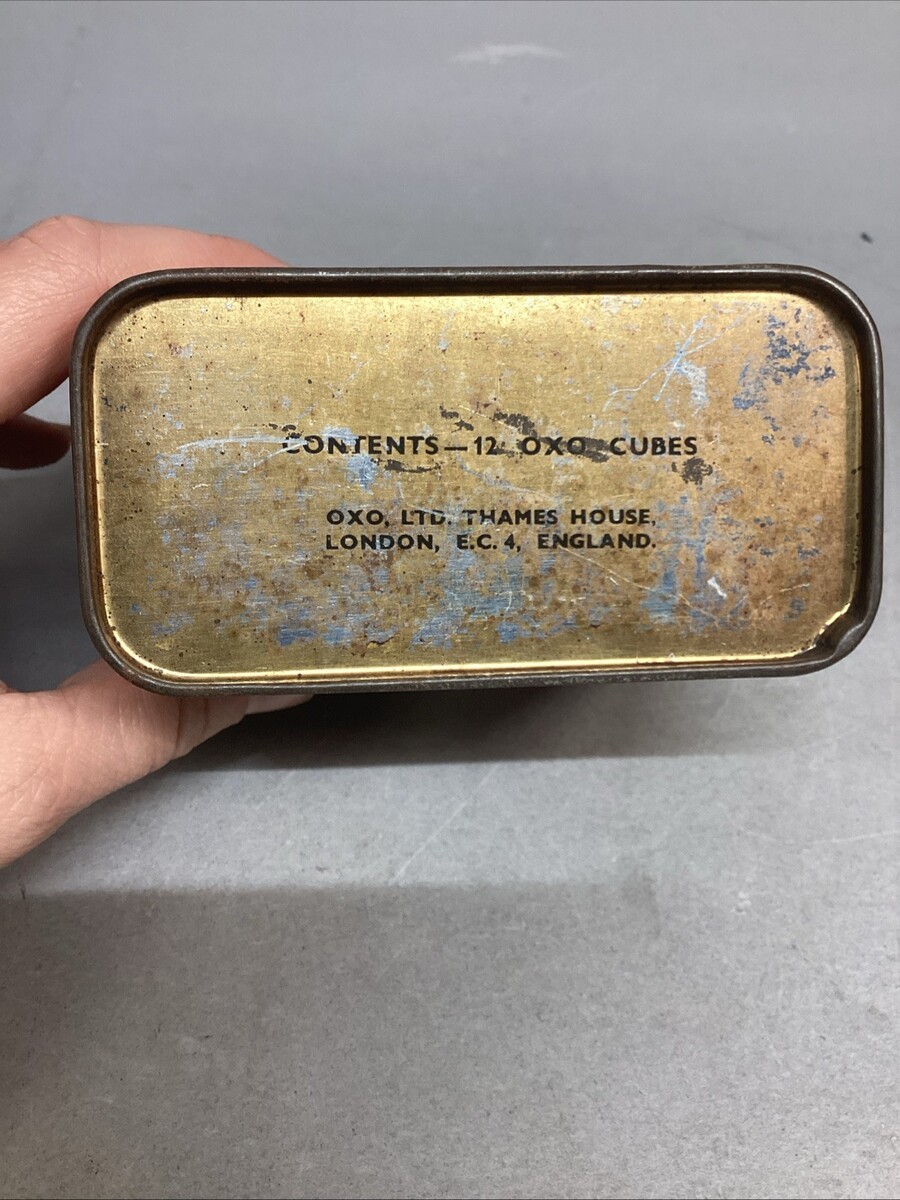 CONTENTS — 12 OXO CUBES
OXO, LTD. THAMES HOUSE,
LONDON, E.C. 4, ENGLAND.